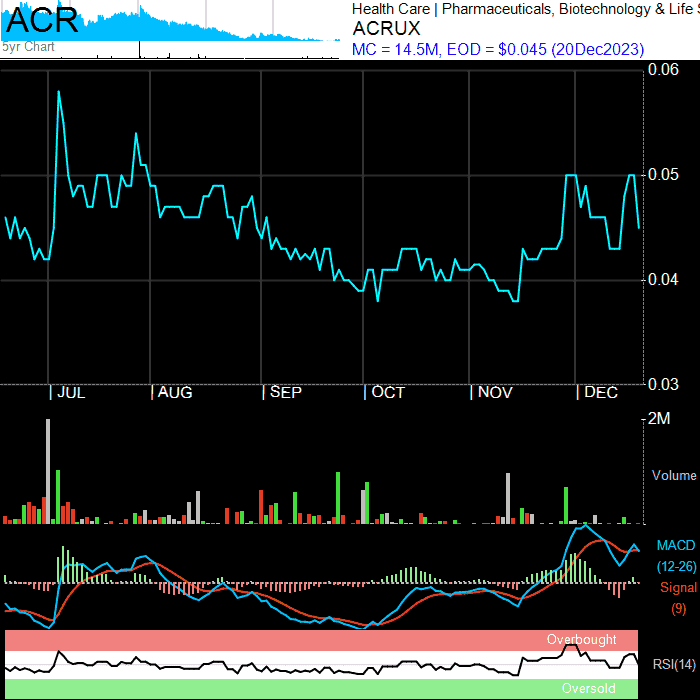 ACR
5yr Chart
Health Care | Pharmaceuticals, Biotechnology & Life S
ACRUX
MC = 14.5M, EOD = $0.045 (20Dec2023)
0.06
0.05
0.04
0.03
| JUL | AUG | SEP | OCT | NOV | DEC
2M
Volume
MACD
(12-26)
Signal
(9)
Overbought
RSI(14)
Oversold